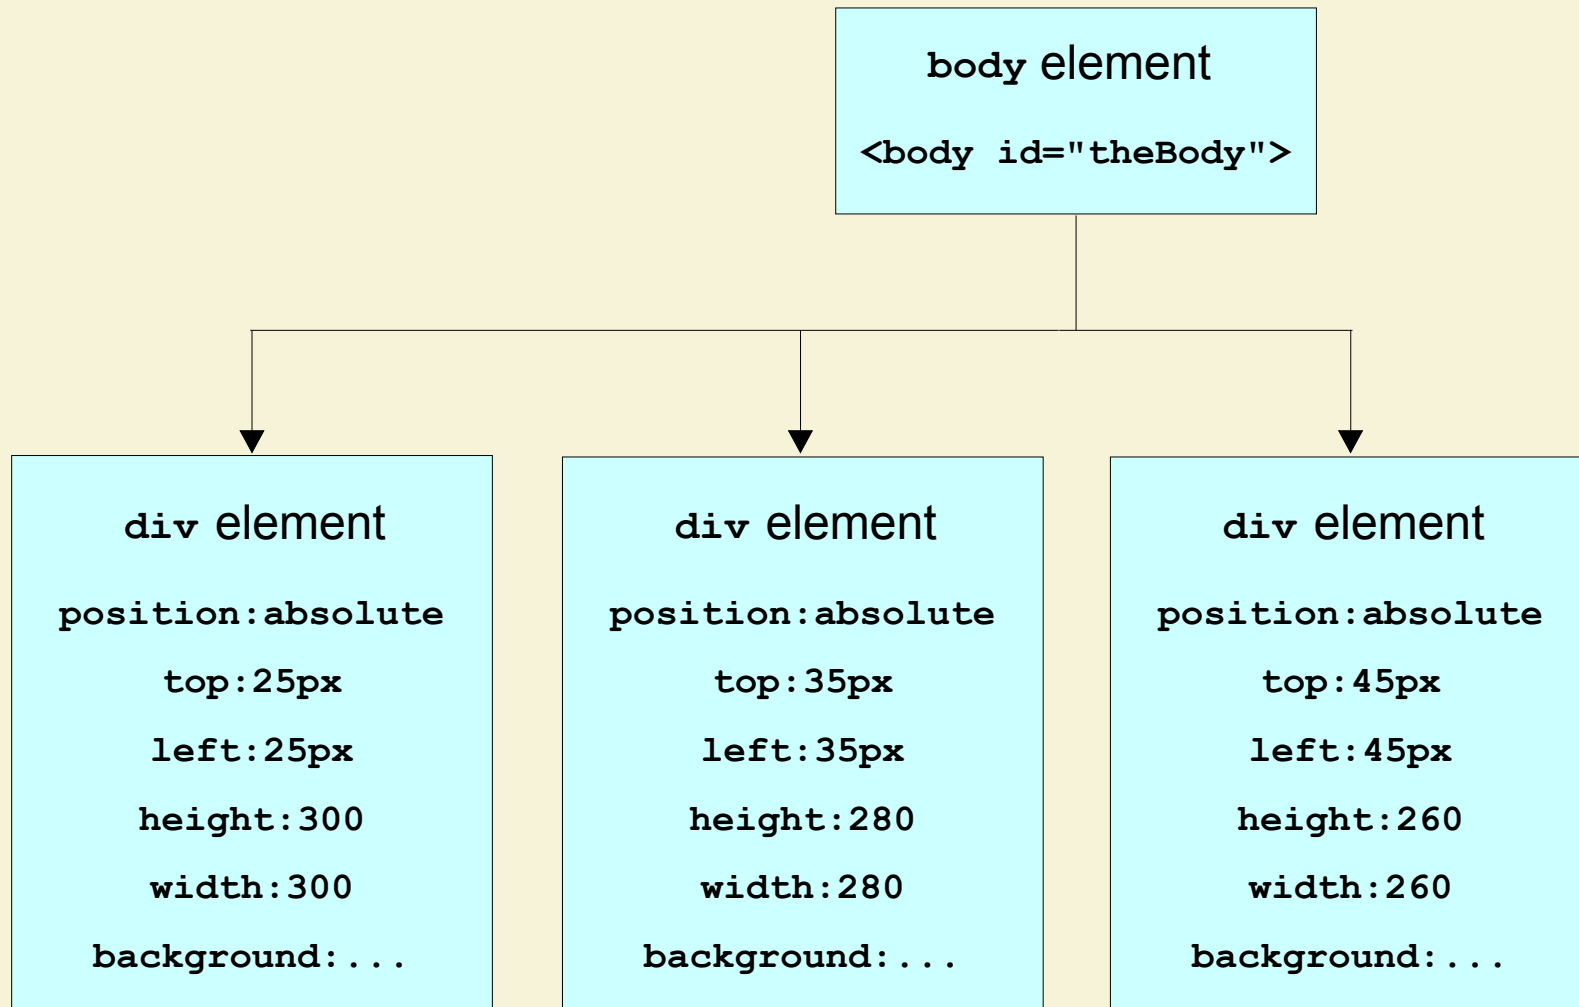 body element
<body id="theBody">
div element
position:absolute
top:25px
left:25px
height:300
width:300
background:...
div element
position:absolute
top:35px
left:35px
height:280
width:280
background:...
div element
position:absolute
top:45px
left:45px
height:260
width:260
background:...